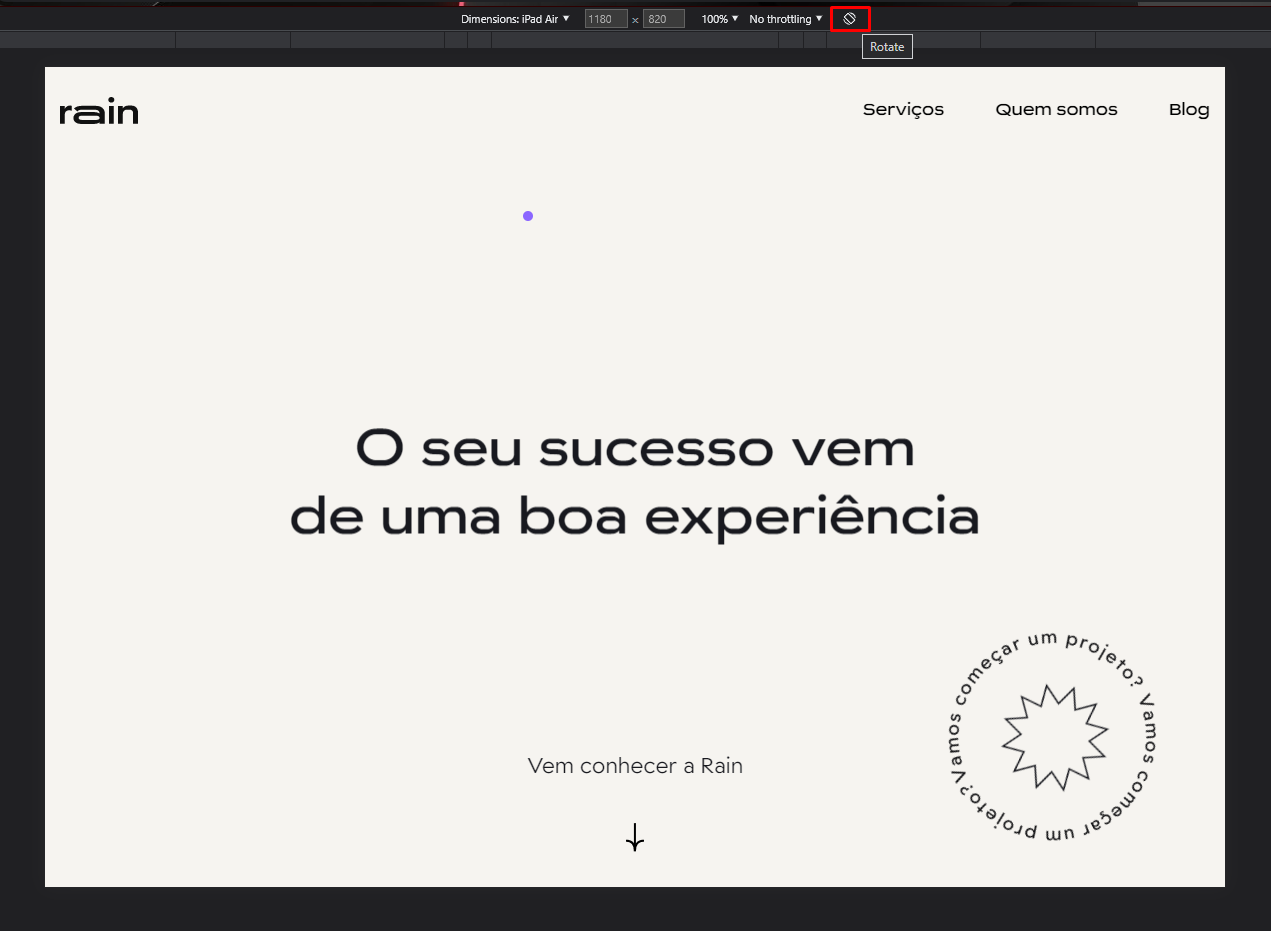 Dimensions: iPad Air ▼ 1180 × 820 100% ▼ No throttling ▼
Rotate
rain Serviços Quem somos Blog
O seu sucesso vem
de uma boa experiência
Vamos começar um projeto? Vamos começar um projeto?
Vem conhecer a Rain